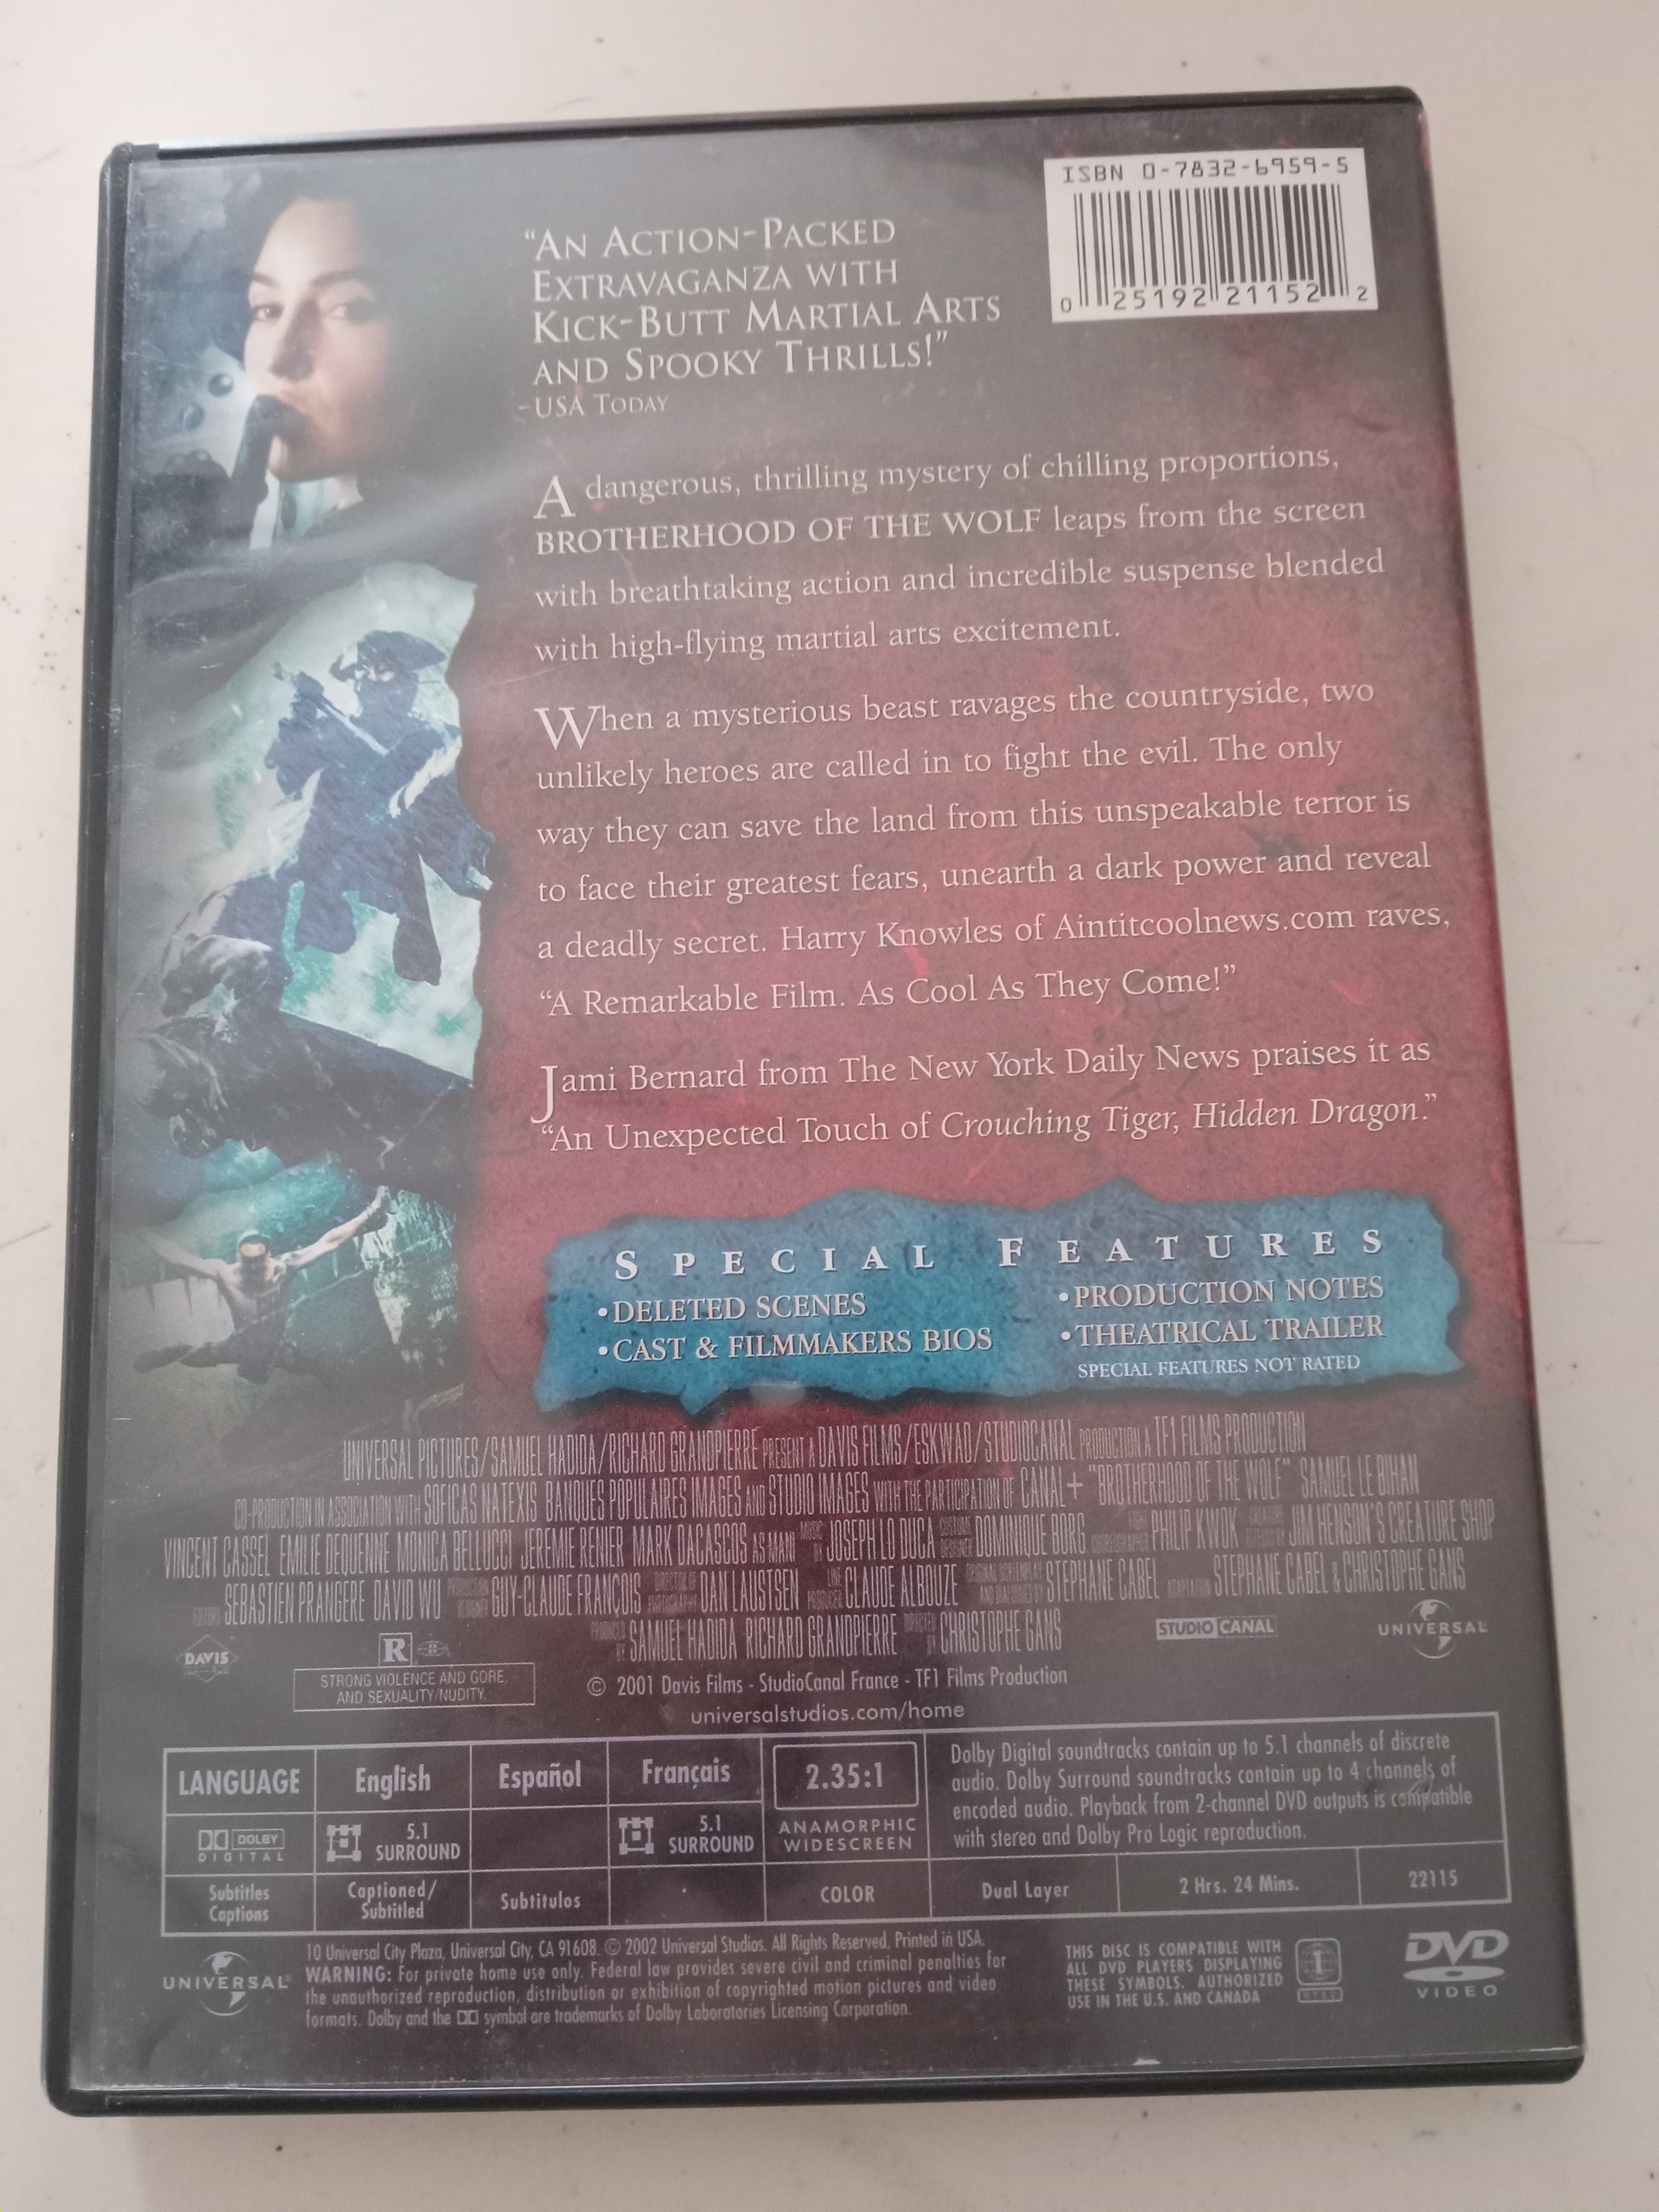 ISBN 0-7832-6959-5
0 25192 21152 2
“AN ACTION-PACKED
EXTRAVAGANZA WITH
KICK-BUTT MARTIAL ARTS
AND SPOOKY THRILLS!”
-USA TODAY
A dangerous, thrilling mystery of chilling proportions,
BROTHERHOOD OF THE WOLF leaps from the screen
with breathtaking action and incredible suspense blended
with high-flying martial arts excitement.
When a mysterious beast ravages the countryside, two
unlikely heroes are called in to fight the evil. The only
way they can save the land from this unspeakable terror is
to face their greatest fears, unearth a dark power and reveal
a deadly secret. Harry Knowles of Aintitcoolnews.com raves,
“A Remarkable Film. As Cool As They Come!”
Jami Bernard from The New York Daily News praises it as
“An Unexpected Touch of Crouching Tiger, Hidden Dragon.”
SPECIAL FEATURES
•DELETED SCENES
•CAST & FILMMAKERS BIOS
•PRODUCTION NOTES
•THEATRICAL TRAILER
SPECIAL FEATURES NOT RATED
UNIVERSAL PICTURES/SAMUEL HADIDA/RICHARD GRANDPIERRE PRESENT A DAVIS FILMS/ESKWAD/STUDIOCANAL PRODUCTION A TF1 FILMS PRODUCTION
CO-PRODUCTION IN ASSOCIATION WITH SOFICAS NATEXIS BANQUES POPULAIRES IMAGES AND STUDIO IMAGES WITH THE PARTICIPATION OF CANAL+ "BROTHERHOOD OF THE WOLF" SAMUEL LE BIHAN
VINCENT CASSEL EMILIE DEQUENNE MONICA BELLUCCI JEREMIE RENIER MARK DACASCOS AS MANI MUSIC BY JOSEPH LO DUCA COSTUME DESIGNER DOMINIQUE BORG PHILIP KWOK JIM HENSON'S CREATURE SHOP
EDITORS SEBASTIEN PRANGERE DAVID WU PRODUCTION DESIGNER GUY-CLAUDE FRANÇOIS DIRECTOR OF PHOTOGRAPHY DAN LAUSTSEN LINE PRODUCER CLAUDE ALBOUZE ORIGINAL SCREENPLAY AND DIALOGUES BY STEPHANE CABEL ADAPTATION STEPHANE CABEL & CHRISTOPHE GANS
PRODUCED BY SAMUEL HADIDA RICHARD GRANDPIERRE DIRECTED BY CHRISTOPHE GANS
DAVIS
R
STUDIO CANAL
UNIVERSAL
STRONG VIOLENCE AND GORE,
AND SEXUALITY/NUDITY.
© 2001 Davis Films - StudioCanal France - TF1 Films Production
universalstudios.com/home
LANGUAGE English Español Français
DOLBY DIGITAL
5.1 SURROUND
5.1 SURROUND
Subtitles Captions
Captioned/ Subtitled
Subtitulos
2.35:1
ANAMORPHIC
WIDESCREEN
COLOR
Dolby Digital soundtracks contain up to 5.1 channels of discrete
audio. Dolby Surround soundtracks contain up to 4 channels of
encoded audio. Playback from 2-channel DVD outputs is compatible
with stereo and Dolby Pro Logic reproduction.
Dual Layer
2 Hrs. 24 Mins.
22115
UNIVERSAL
10 Universal City Plaza, Universal City, CA 91608. © 2002 Universal Studios. All Rights Reserved, Printed in USA.
WARNING: For private home use only. Federal law provides severe civil and criminal penalties for
the unauthorized reproduction, distribution or exhibition of copyrighted motion pictures and video
formats. Dolby and the symbol are trademarks of Dolby Laboratories Licensing Corporation.
THIS DISC IS COMPATIBLE WITH
ALL DVD PLAYERS DISPLAYING
THESE SYMBOLS. AUTHORIZED
USE IN THE U.S. AND CANADA
1
NTSC
DVD
VIDEO